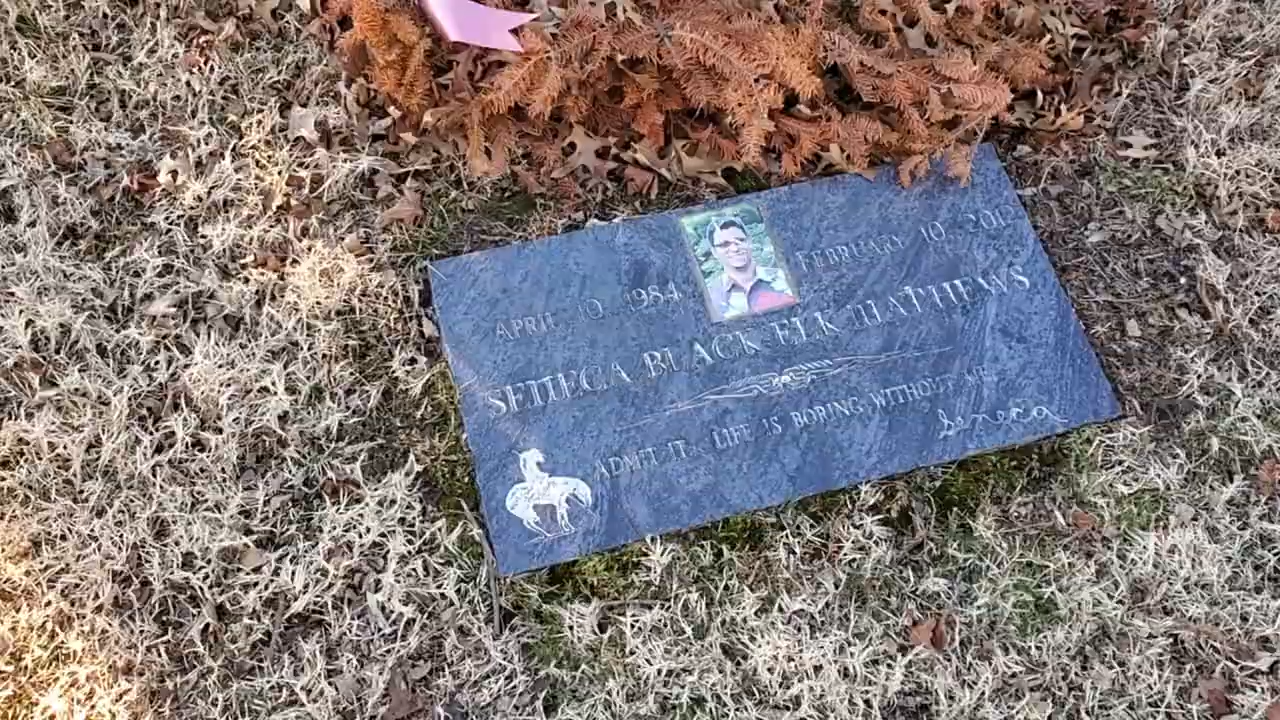 APRIL 10, 1984
FEBRUARY 10,
SENECA BLACK ELK MATHEWS
ADMIT IT... LIFE IS BORING WITHOUT ME
Seneca